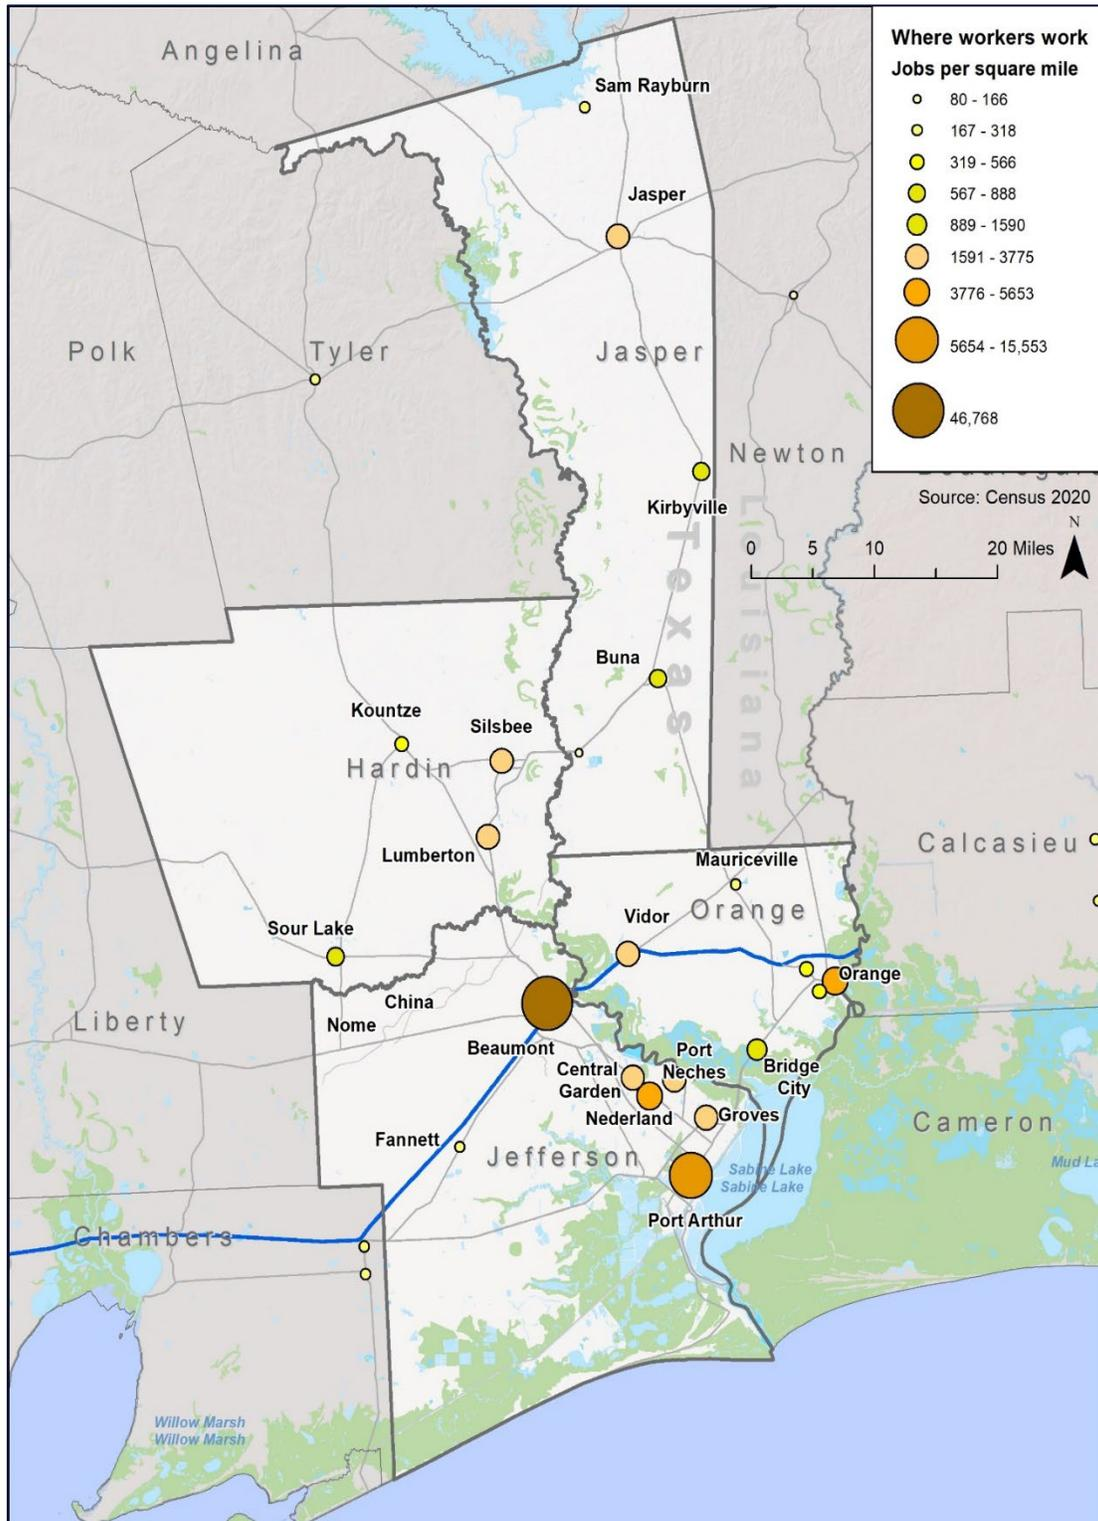 Where workers work
Jobs per square mile
80 - 166
167 - 318
319 - 566
567 - 888
889 - 1590
1591 - 3775
3776 - 5653
5654 - 15,553
46,768
Source: Census 2020
N
0 5 10 20 Miles
Angelina
Sam Rayburn
Jasper
Polk
Tyler
Jasper
Newton
Kirbyville
Texas
Louisiana
Buna
Kountze
Silsbee
Hardin
Lumberton
Calcasieu
Mauriceville
Orange
Vidor
Sour Lake
Orange
China
Liberty
Nome
Beaumont
Port
Neches
Central
Garden
Bridge
City
Nederland
Groves
Cameron
Fannett
Jefferson
Sabine Lake
Sabine Lake
Mud La
Port Arthur
Chambers
Willow Marsh
Willow Marsh